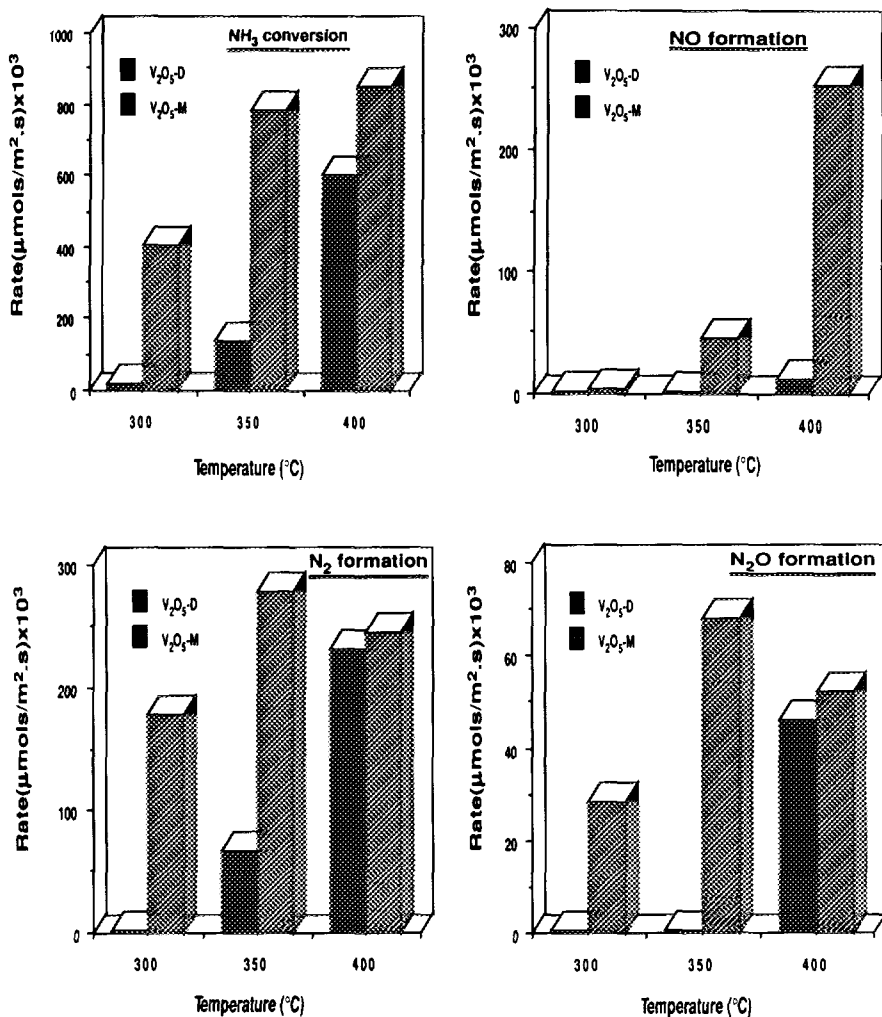 NH₃ conversion
V₂O₅-D
V₂O₅-M
Rate(μmols/m².s)x10³
1000
800
600
400
200
0
300 350 400
Temperature (°C)
NO formation
V₂O₅-D
V₂O₅-M
Rate(μmols/m².s)x10³
300
200
100
0
300 350 400
Temperature (°C)
N₂ formation
V₂O₅-D
V₂O₅-M
Rate(μmols/m².s)x10³
300
200
100
0
300 350 400
Temperature (°C)
N₂O formation
V₂O₅-D
V₂O₅-M
Rate(μmols/m².s)x10³
80
60
40
20
0
300 350 400
Temperature (°C)